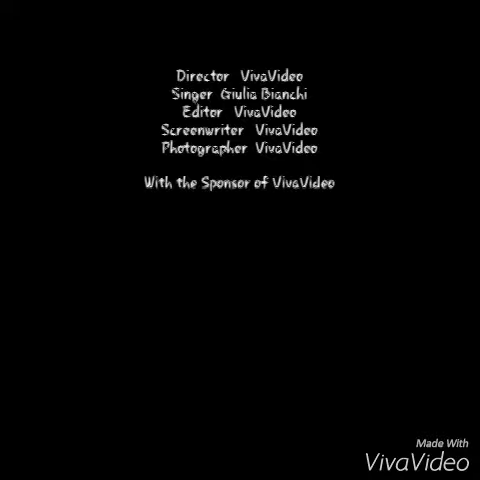 Director VivaVideo
Singer Giulia Bianchi
Editor VivaVideo
Screenwriter VivaVideo
Photographer VivaVideo
With the Sponsor of VivaVideo
Made With
VivaVideo